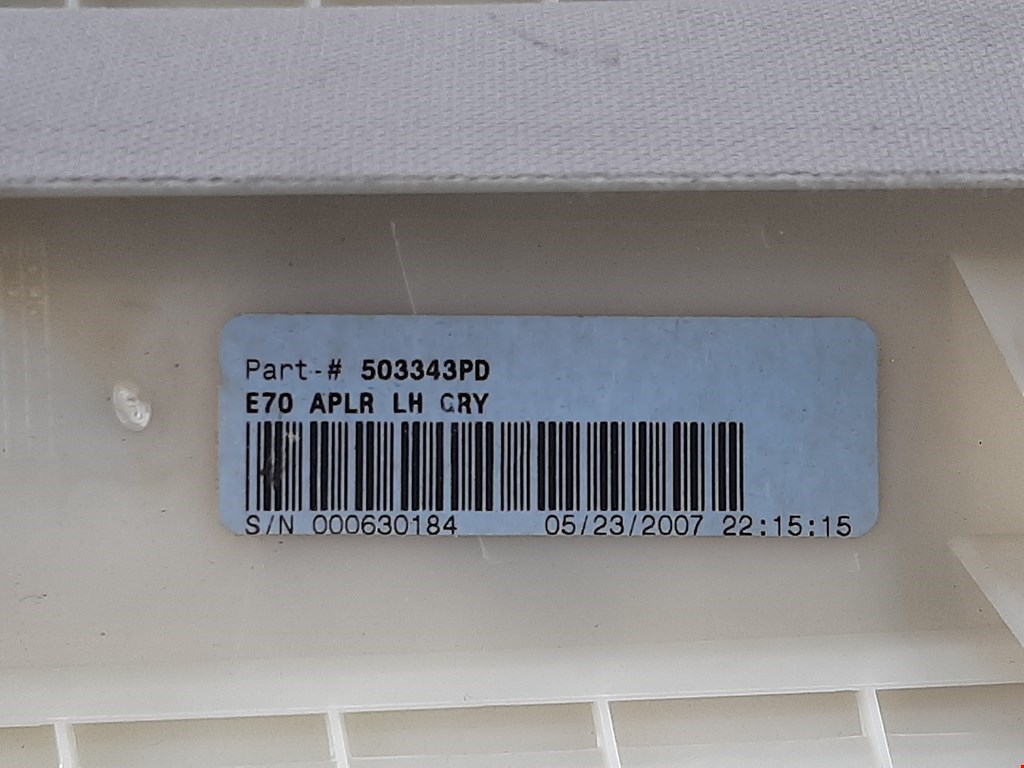 Part-# 503343PD
E70 APLR LH GRY
S/N 000630184 05/23/2007 22:15:15